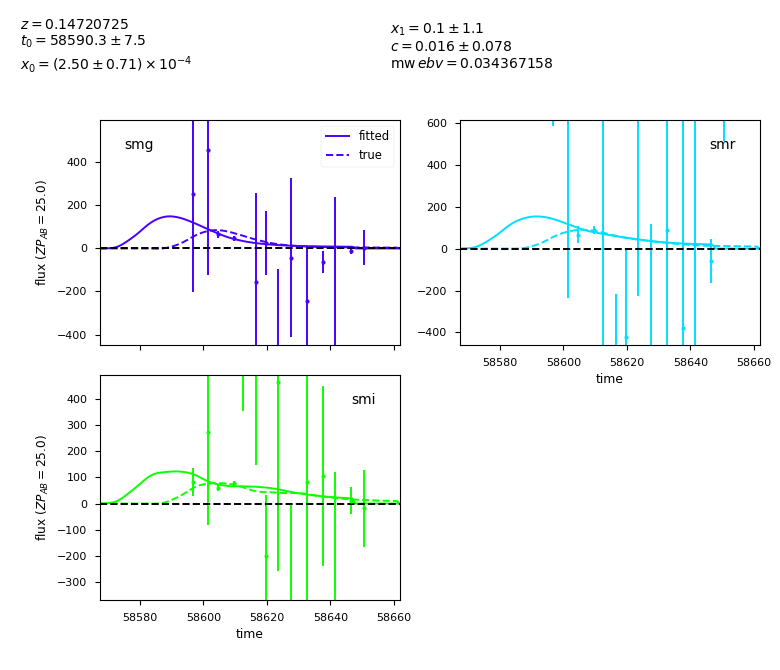 z = 0.14720725
t₀ = 58590.3 ± 7.5
x₀ = (2.50 ± 0.71) × 10⁻⁴
x₁ = 0.1 ± 1.1
c = 0.016 ± 0.078
mw ebv = 0.034367158
smg
fitted
true
400
200
0
−200
−400
flux (ZP_AB = 25.0)
smr
600
400
200
0
−200
−400
58580 58600 58620 58640 58660
time
smi
400
300
200
100
0
−100
−200
−300
flux (ZP_AB = 25.0)
58580 58600 58620 58640 58660
time